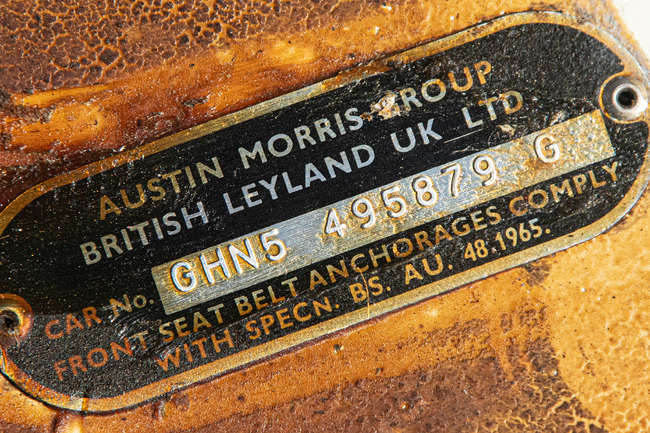 AUSTIN MORRIS GROUP
BRITISH LEYLAND UK LTD
CAR No. GHN5 495879 G
FRONT SEAT BELT ANCHORAGES COMPLY
WITH SPECN. BS. AU. 48.1965.